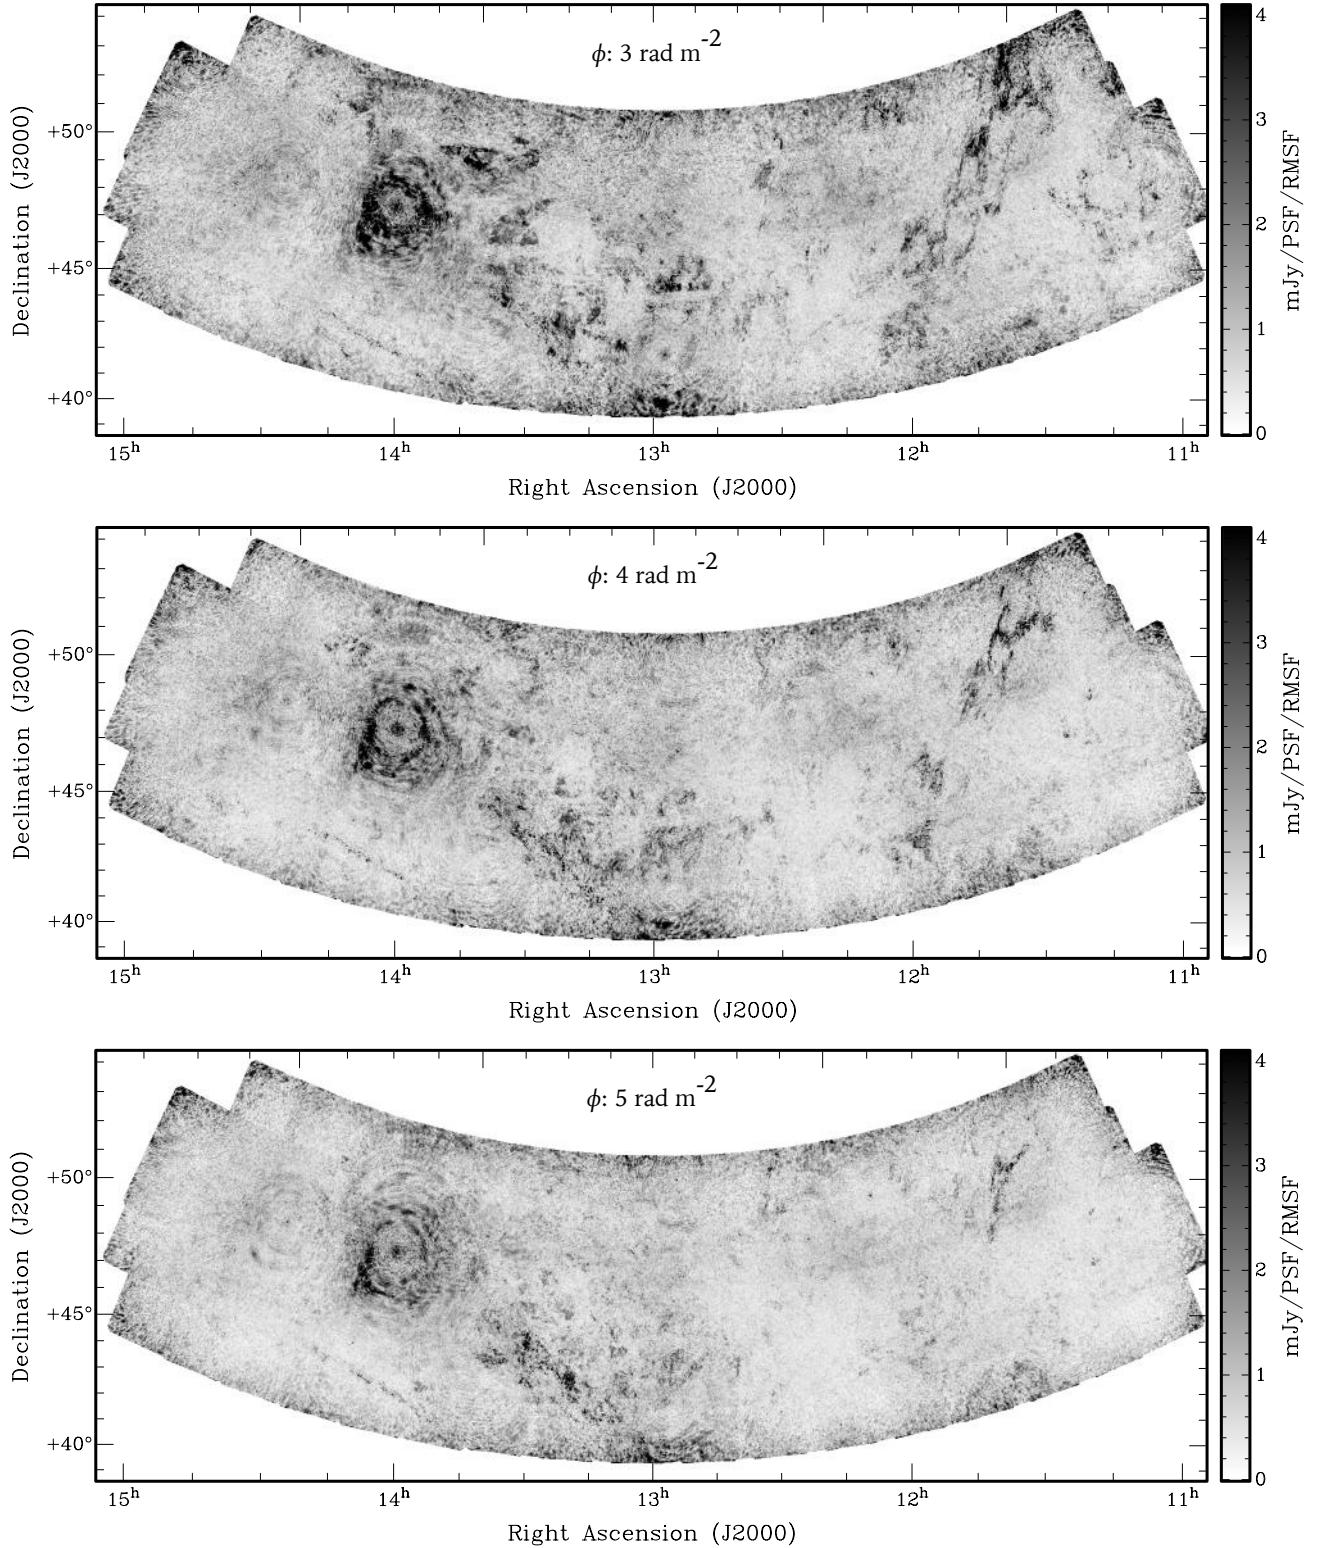 ϕ: 3 rad m-2
+50°
+45°
+40°
Declination (J2000)
15h 14h 13h 12h 11h
Right Ascension (J2000)
4
3
2
1
0
mJy/PSF/RMSF
ϕ: 4 rad m-2
+50°
+45°
+40°
Declination (J2000)
15h 14h 13h 12h 11h
Right Ascension (J2000)
4
3
2
1
0
mJy/PSF/RMSF
ϕ: 5 rad m-2
+50°
+45°
+40°
Declination (J2000)
15h 14h 13h 12h 11h
Right Ascension (J2000)
4
3
2
1
0
mJy/PSF/RMSF